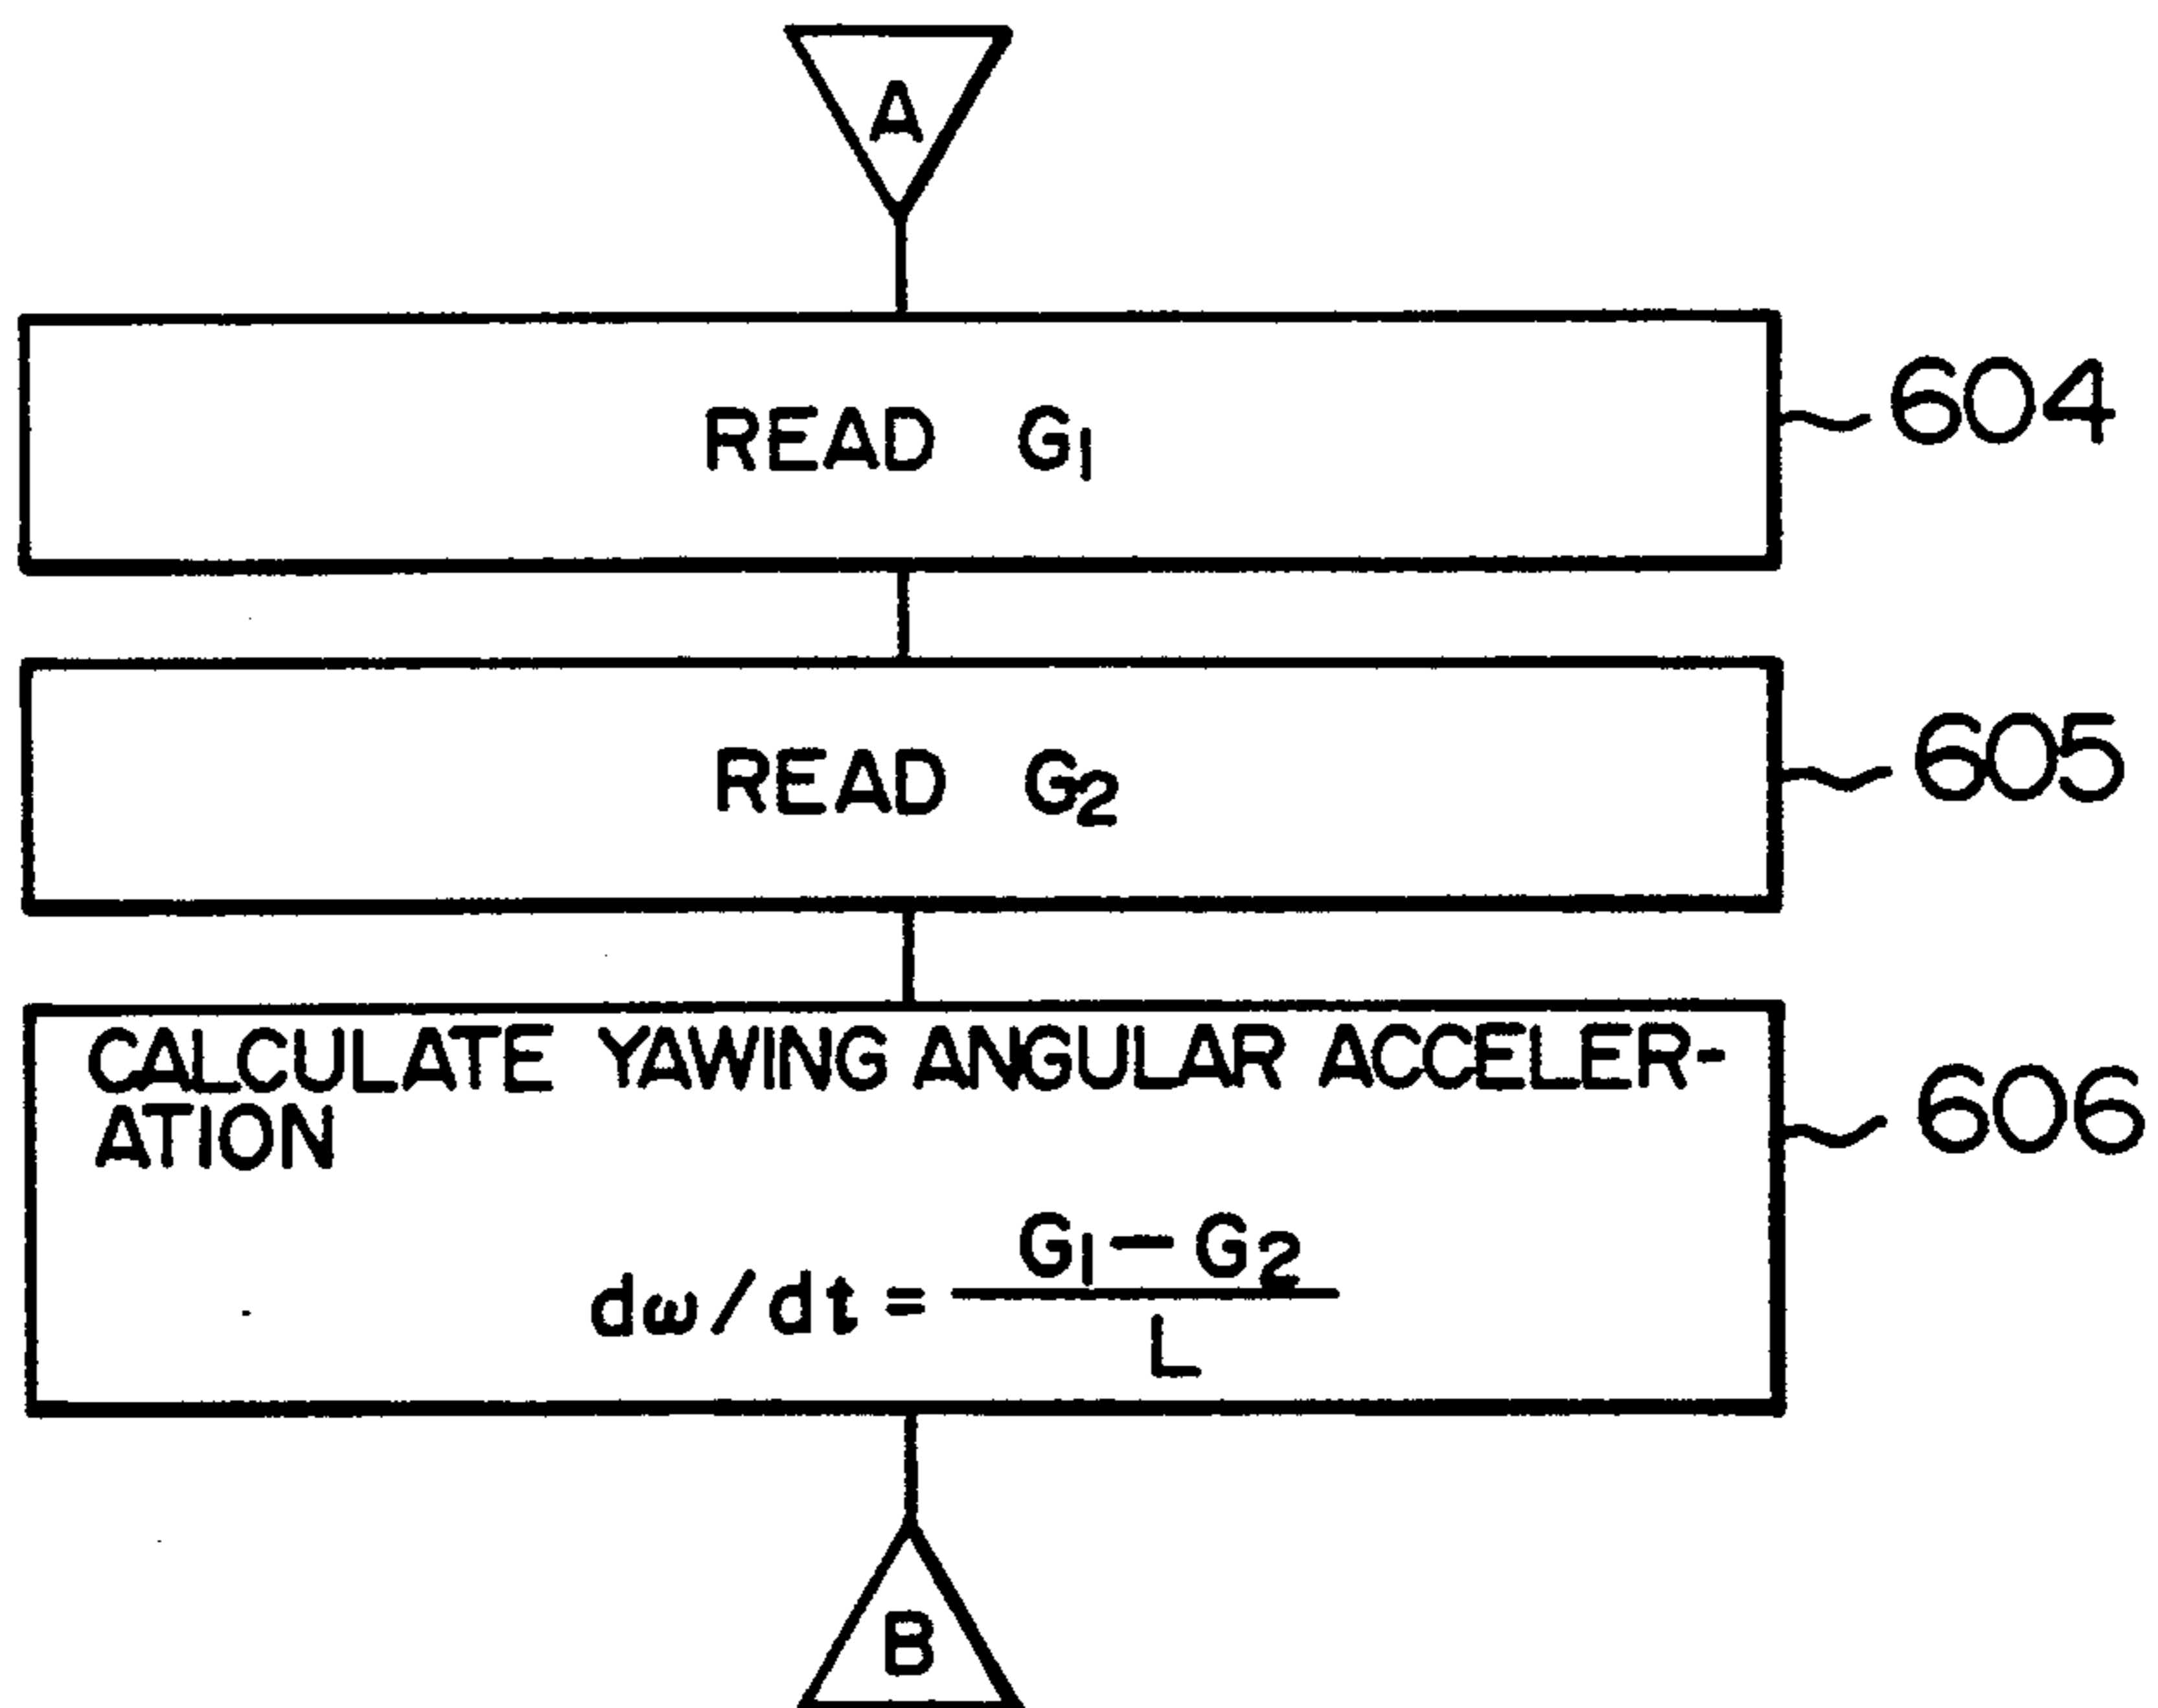 A
READ G₁
604
READ G₂
605
CALCULATE YAWING ANGULAR ACCELER-
ATION
606
dω/dt = G₁ – G₂ / L
B